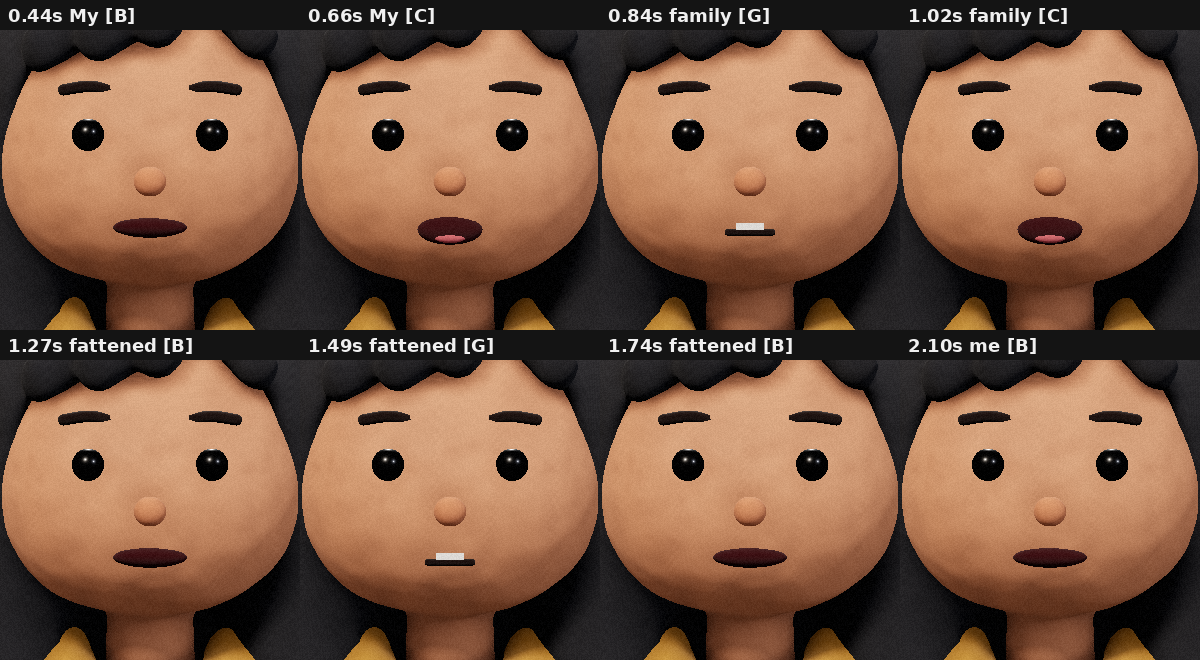 0.44s My [B]
0.66s My [C]
0.84s family [G]
1.02s family [C]
1.27s fattened [B]
1.49s fattened [G]
1.74s fattened [B]
2.10s me [B]